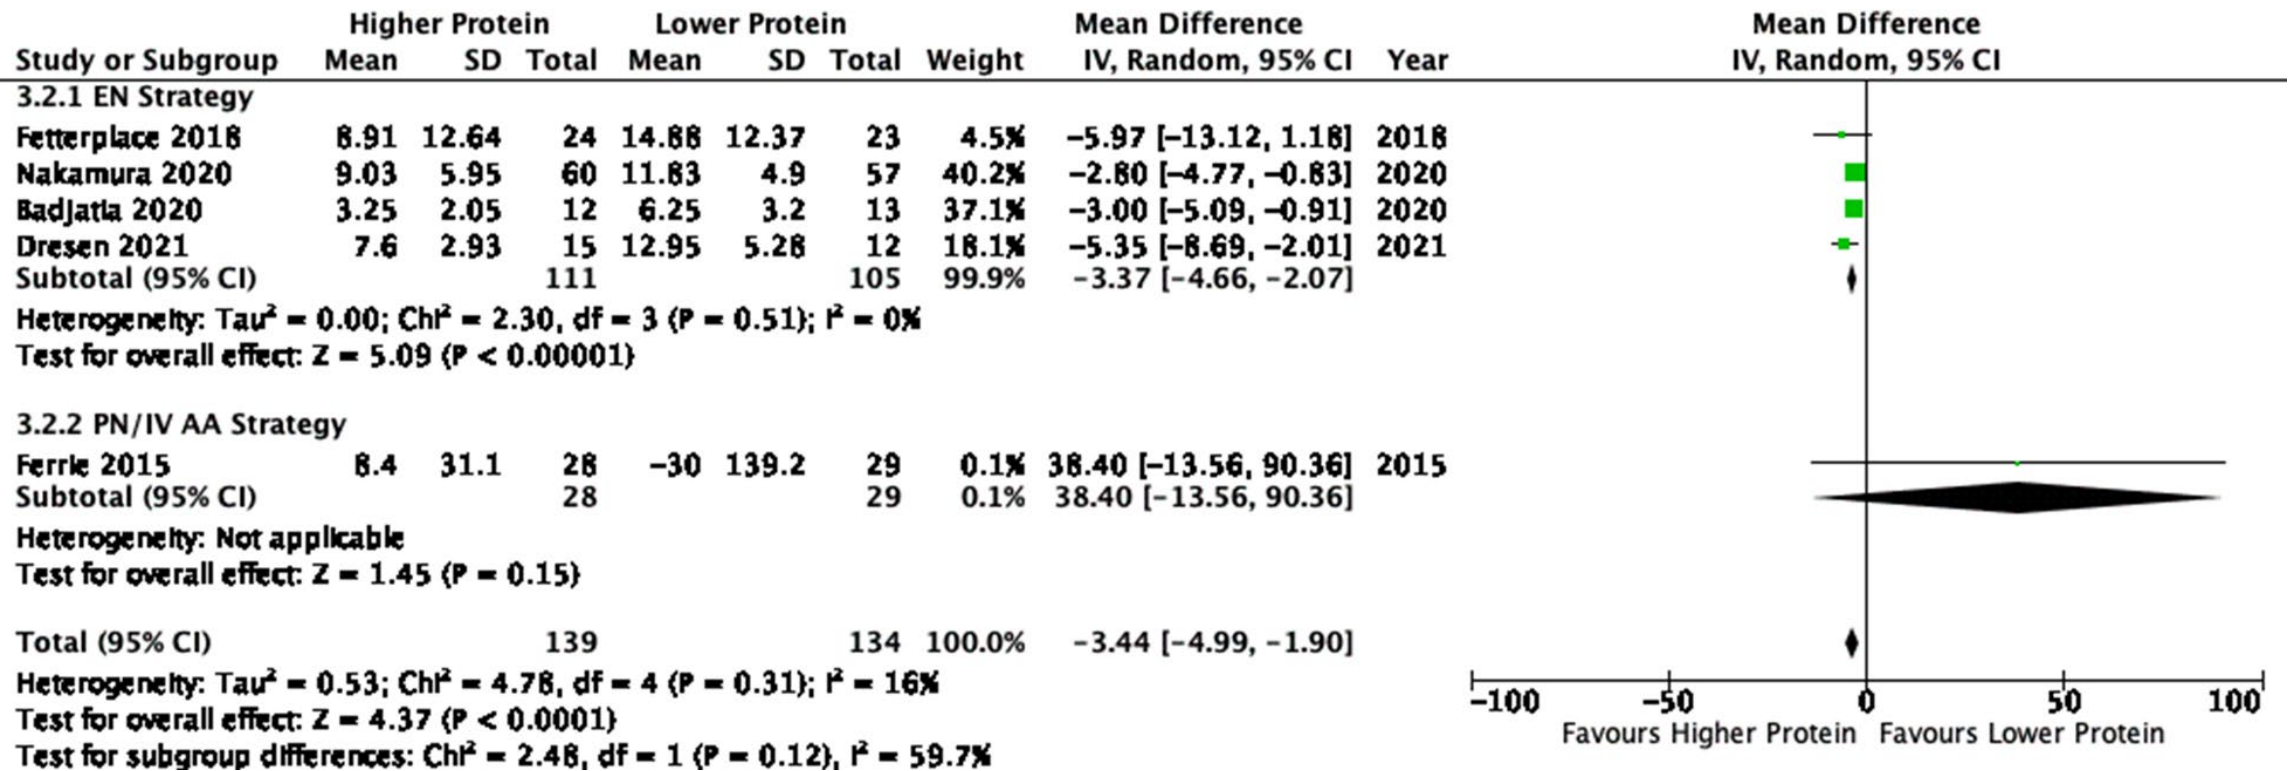 Higher Protein Lower Protein Mean Difference Mean Difference
Study or Subgroup Mean SD Total Mean SD Total Weight IV, Random, 95% CI Year IV, Random, 95% CI
3.2.1 EN Strategy
Fetterplace 2018 8.91 12.64 24 14.88 12.37 23 4.5% −5.97 [−13.12, 1.18] 2018
Nakamura 2020 9.03 5.95 60 11.83 4.9 57 40.2% −2.80 [−4.77, −0.83] 2020
Badjatia 2020 3.25 2.05 12 6.25 3.2 13 37.1% −3.00 [−5.09, −0.91] 2020
Dresen 2021 7.6 2.93 15 12.95 5.28 12 18.1% −5.35 [−8.69, −2.01] 2021
Subtotal (95% CI) 111 105 99.9% −3.37 [−4.66, −2.07]
Heterogeneity: Tau² = 0.00; Chi² = 2.30, df = 3 (P = 0.51); I² = 0%
Test for overall effect: Z = 5.09 (P < 0.00001)
3.2.2 PN/IV AA Strategy
Ferrie 2015 8.4 31.1 28 −30 139.2 29 0.1% 38.40 [−13.56, 90.36] 2015
Subtotal (95% CI) 28 29 0.1% 38.40 [−13.56, 90.36]
Heterogeneity: Not applicable
Test for overall effect: Z = 1.45 (P = 0.15)
Total (95% CI) 139 134 100.0% −3.44 [−4.99, −1.90]
Heterogeneity: Tau² = 0.53; Chi² = 4.78, df = 4 (P = 0.31); I² = 16%
Test for overall effect: Z = 4.37 (P < 0.0001)
Test for subgroup differences: Chi² = 2.48, df = 1 (P = 0.12), I² = 59.7%
−100 −50 0 50 100
Favours Higher Protein Favours Lower Protein